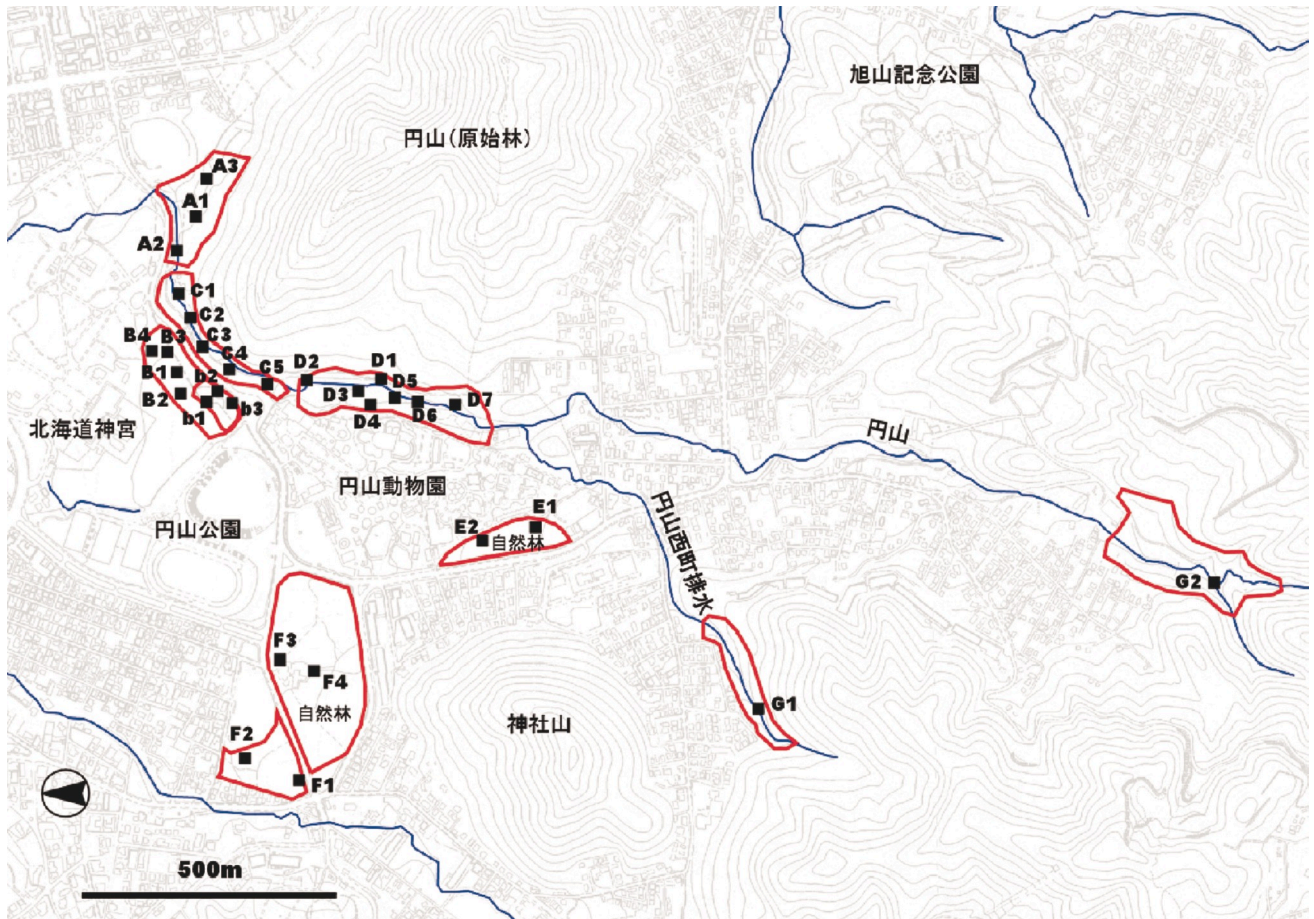 旭山記念公園
円山(原始林)
A3
A1
A2
C1
C2
C3
B4
B3
C4
B1
C5
D2
D1
b2
D3
D5
B2
D6
D7
b1
b3
D4
北海道神宮
円山
円山動物園
円山西町排水
円山公園
E1
E2
自然林
G2
F3
F4
自然林
G1
神社山
F2
F1
500m